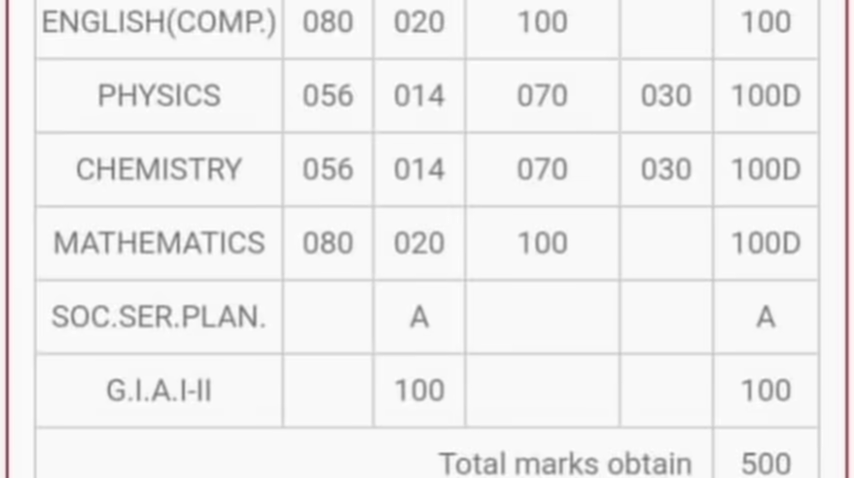 ENGLISH(COMP.) 080 020 100 100
PHYSICS 056 014 070 030 100D
CHEMISTRY 056 014 070 030 100D
MATHEMATICS 080 020 100 100D
SOC.SER.PLAN. A A
G.I.A.I-II 100 100
Total marks obtain 500